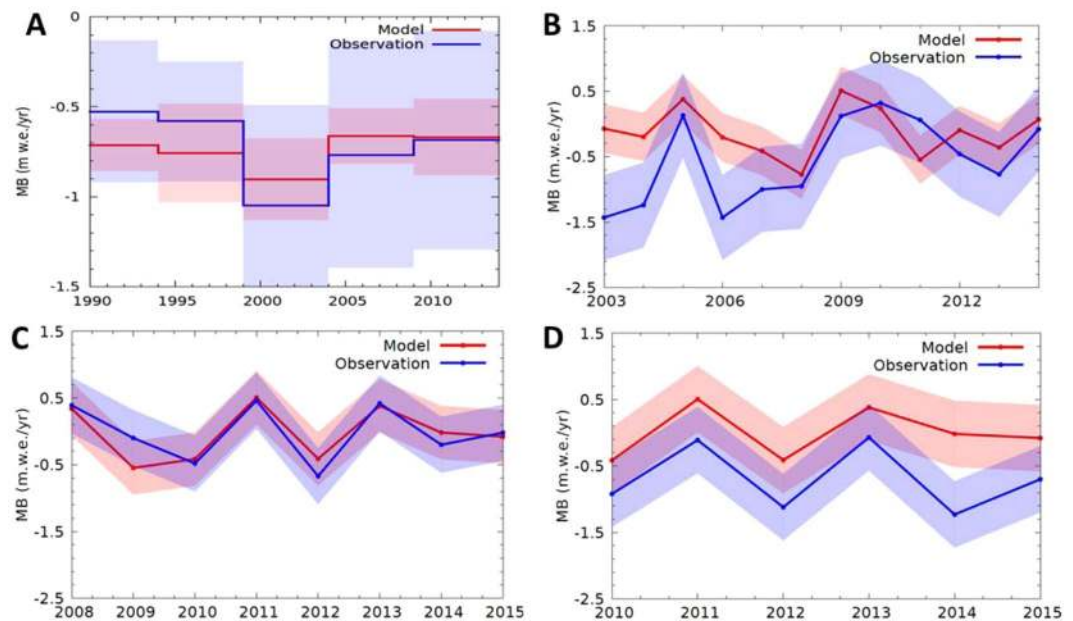 A
Model
Observation
MB (m w.e./yr)
0
-0.5
-1
-1.5
1990
1995
2000
2005
2010
B
Model
Observation
MB (m.w.e./yr)
1.5
0.5
-0.5
-1.5
-2.5
2003
2006
2009
2012
C
Model
Observation
MB (m.w.e./yr)
1.5
0.5
-0.5
-1.5
-2.5
2008
2009
2010
2011
2012
2013
2014
2015
D
Model
Observation
MB (m.w.e./yr)
1.5
0.5
-0.5
-1.5
-2.5
2010
2011
2012
2013
2014
2015